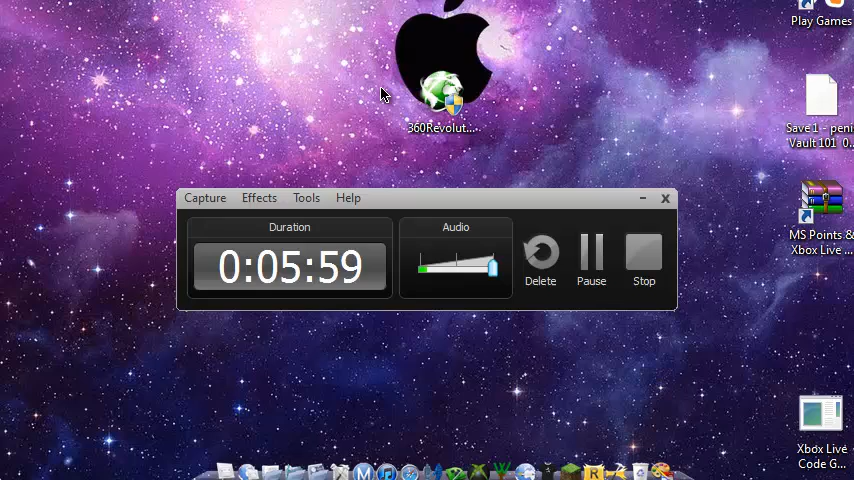 Play Games
360Revolut...
Save 1 - peni
Vault 101 0...
Capture Effects Tools Help
Duration
Audio
0:05:59
Delete Pause Stop
MS Points &
Xbox Live ...
Xbox Live
Code G...
M
R